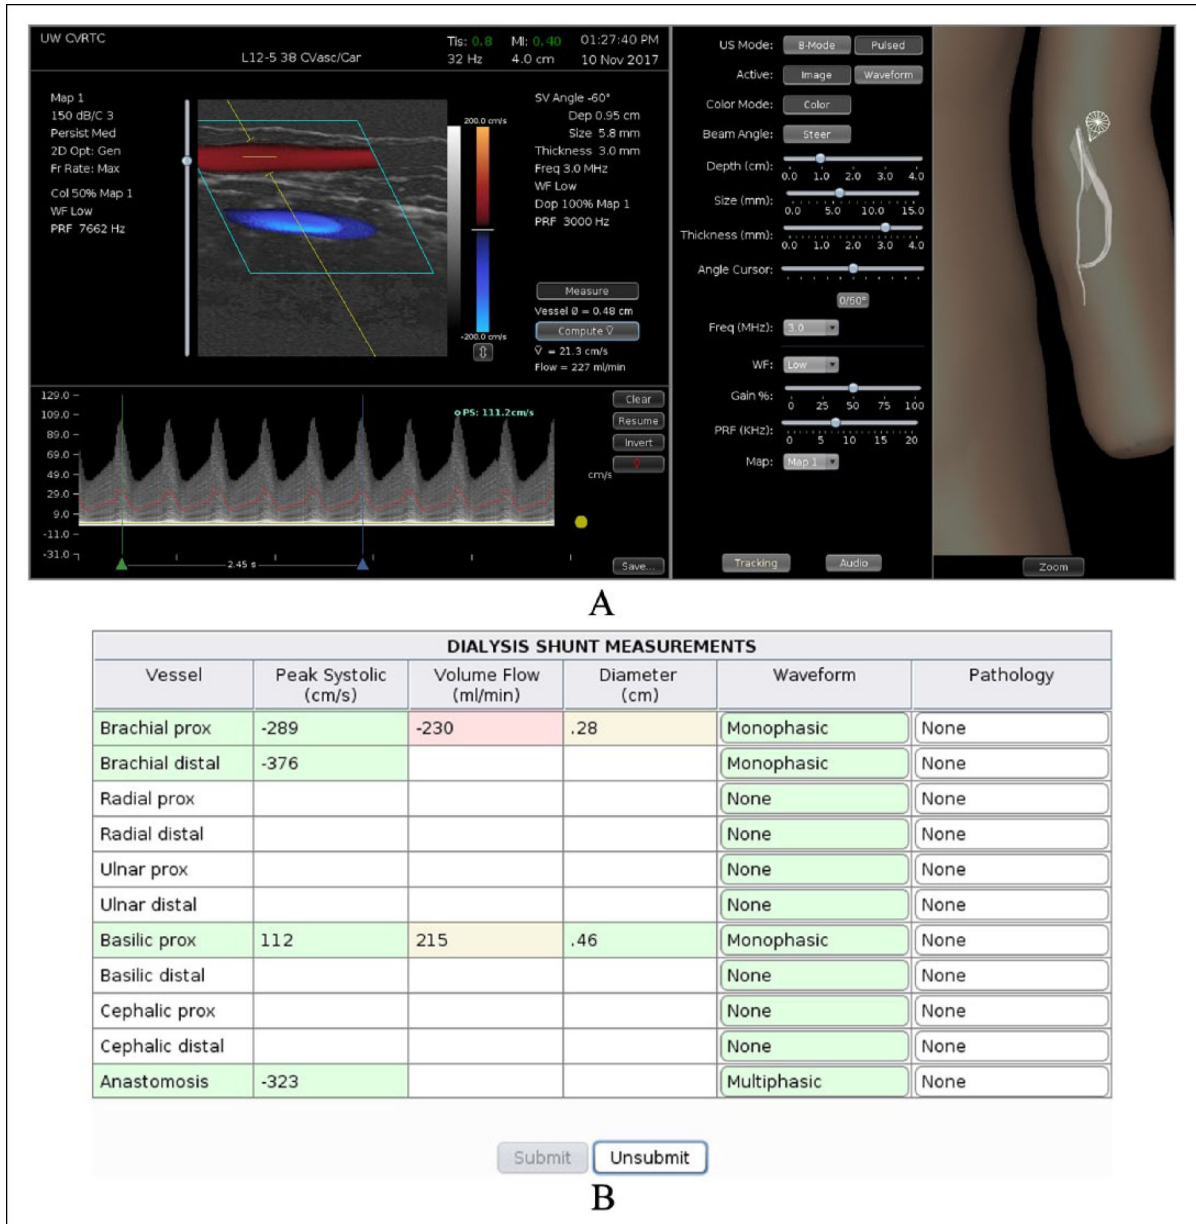 UW CVRTC
L12-5 38 CVasc/Car
Tis: 0.8 MI: 0.40 01:27:40 PM
32 Hz 4.0 cm 10 Nov 2017
Map 1
150 dB/C 3
Persist Med
2D Opt: Gen
Fr Rate: Max
Col 50% Map 1
WF Low
PRF 7662 Hz
200.0 cm/s
-200.0 cm/s
SV Angle -60°
Dep 0.95 cm
Size 5.8 mm
Thickness 3.0 mm
Freq 3.0 MHz
WF Low
Dop 100% Map 1
PRF 3000 Hz
Measure
Vessel Ø = 0.48 cm
Compute V̄
V̄ = 21.3 cm/s
Flow = 227 ml/min
129.0
109.0
89.0
69.0
49.0
29.0
9.0
-11.0
-31.0
PS: 111.2cm/s
2.45 s
cm/s
Clear
Resume
Invert
V̄
Save...
US Mode: B-Mode Pulsed
Active: Image Waveform
Color Mode: Color
Beam Angle: Steer
Depth (cm):
0.0 1.0 2.0 3.0 4.0
Size (mm):
0.0 5.0 10.0 15.0
Thickness (mm):
0.0 1.0 2.0 3.0 4.0
Angle Cursor:
0/60°
Freq (MHz): 3.0
WF: Low
Gain %:
0 25 50 75 100
PRF (KHz):
0 5 10 15 20
Map: Map 1
Tracking Audio
Zoom
A
DIALYSIS SHUNT MEASUREMENTS
Vessel Peak Systolic (cm/s) Volume Flow (ml/min) Diameter (cm) Waveform Pathology
Brachial prox -289 -230 .28 Monophasic None
Brachial distal -376 Monophasic None
Radial prox None None
Radial distal None None
Ulnar prox None None
Ulnar distal None None
Basilic prox 112 215 .46 Monophasic None
Basilic distal None None
Cephalic prox None None
Cephalic distal None None
Anastomosis -323 Multiphasic None
Submit Unsubmit
B